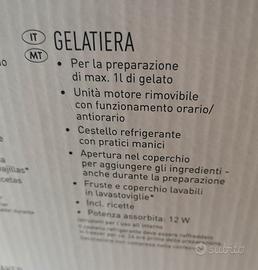 IT GELATIERA
MT
• Per la preparazione
di max. 1l di gelato
• Unità motore rimovibile
con funzionamento orario/
antiorario
• Cestello refrigerante
con pratici manici
• Apertura nel coperchio
per aggiungere gli ingredienti -
anche durante la preparazione
• Fruste e coperchio lavabili
in lavastoviglie*
• Incl. ricette
• Potenza assorbita: 12 W
subito